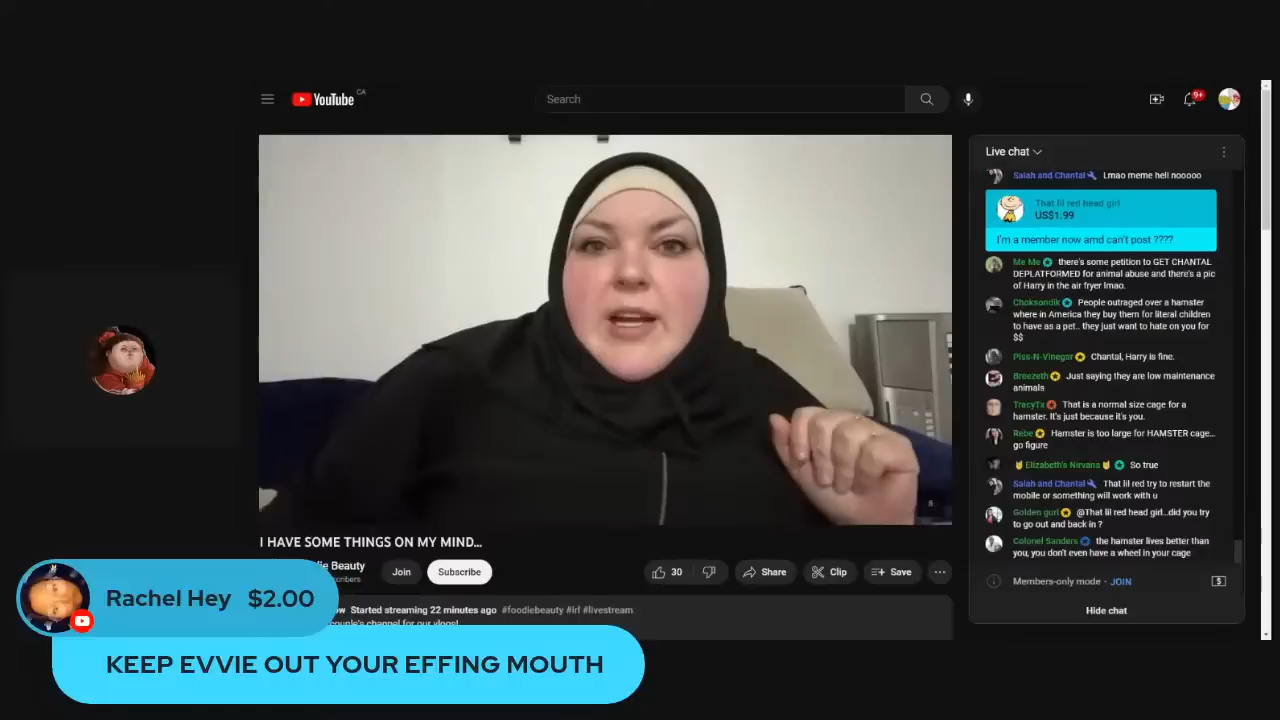 YouTube CA
Search
9+
Live chat
Salah and Chantal Lmao meme hell nooooo
That lil red head girl
US$1.99
I'm a member now amd can't post ????
Me Me there's some petition to GET CHANTAL
DEPLATFORMED for animal abuse and there's a pic
of Harry in the air fryer lmao.
Choksondik People outraged over a hamster
where in America they buy them for literal children
to have as a pet.. they just want to hate on you for
$$
Piss-N-Vinegar Chantal, Harry is fine.
Breezeth Just saying they are low maintenance
animals
TracyTx That is a normal size cage for a
hamster. It's just because it's you.
Rebe Hamster is too large for HAMSTER cage...
go figure
Elizabeth's Nirvana So true
Salah and Chantal That lil red try to restart the
mobile or something will work with u
Golden gurl @That lil red head girl...did you try
to go out and back in ?
Colonel Sanders the hamster lives better than
you, you don't even have a wheel in your cage
Members-only mode · JOIN
Hide chat
I HAVE SOME THINGS ON MY MIND...
die Beauty
scribers
Join
Subscribe
30
Share
Clip
Save
ow Started streaming 22 minutes ago #foodiebeauty #irl #livestream
couple's channel for our vlogs!
Rachel Hey $2.00
KEEP EVVIE OUT YOUR EFFING MOUTH